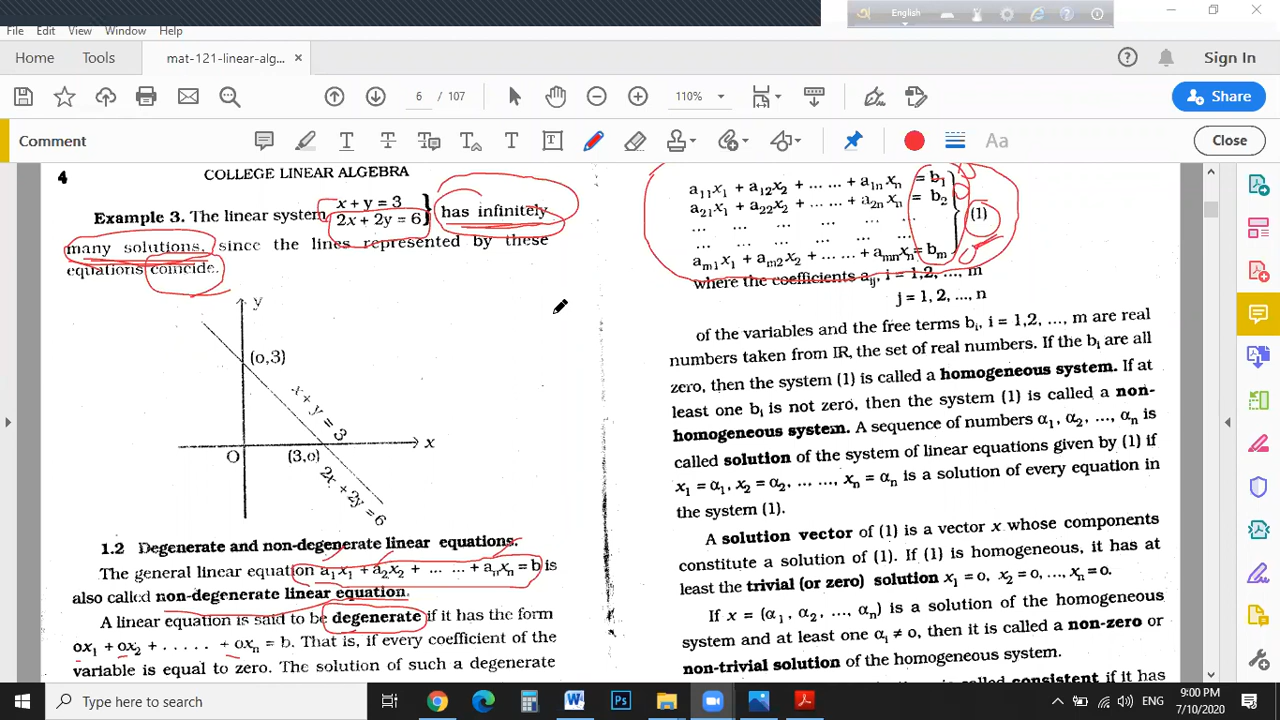 English
File Edit View Window Help
Home Tools mat-121-linear-alg... × Sign In
6 / 107 110% Share
Comment Close
4 COLLEGE LINEAR ALGEBRA
Example 3. The linear system x + y = 3
2x + 2y = 6 } has infinitely
many solutions, since the lines represented by these
equations coincide.
y
(0,3)
x + y = 3
x
O (3,0)
2x + 2y = 6
1.2 Degenerate and non-degenerate linear equations.
The general linear equation a₁x₁ + a₂x₂ + ... ... + aₙxₙ = b is
also called non-degenerate linear equation.
A linear equation is said to be degenerate if it has the form
ox₁ + ox₂ + . . . . . + oxₙ = b. That is, if every coefficient of the
variable is equal to zero. The solution of such a degenerate
a₁₁x₁ + a₁₂x₂ + ... ... + a₁ₙxₙ = b₁
a₂₁x₁ + a₂₂x₂ + ... ... + a₂ₙxₙ = b₂
... ... ... ... ...
(1)
... ... ... ... ...
aₘ₁x₁ + aₘ₂x₂ + ... ... + aₘₙxₙ = bₘ
where the coefficients aᵢⱼ, i = 1,2, ..., m
j = 1, 2, ..., n
of the variables and the free terms bᵢ, i = 1,2, ..., m are real
numbers taken from IR, the set of real numbers. If the bᵢ are all
zero, then the system (1) is called a homogeneous system. If at
least one bᵢ is not zero, then the system (1) is called a non-
homogeneous system. A sequence of numbers α₁, α₂, ..., αₙ is
called solution of the system of linear equations given by (1) if
x₁ = α₁, x₂ = α₂, ... ..., xₙ = αₙ is a solution of every equation in
the system (1).
A solution vector of (1) is a vector x whose components
constitute a solution of (1). If (1) is homogeneous, it has at
least the trivial (or zero) solution x₁ = o, x₂ = o, ..., xₙ = o.
If x = (α₁, α₂, ..., αₙ) is a solution of the homogeneous
system and at least one αᵢ ≠ o, then it is called a non-zero or
non-trivial solution of the homogeneous system.
called consistent if it has
Type here to search
ENG
9:00 PM
7/10/2020